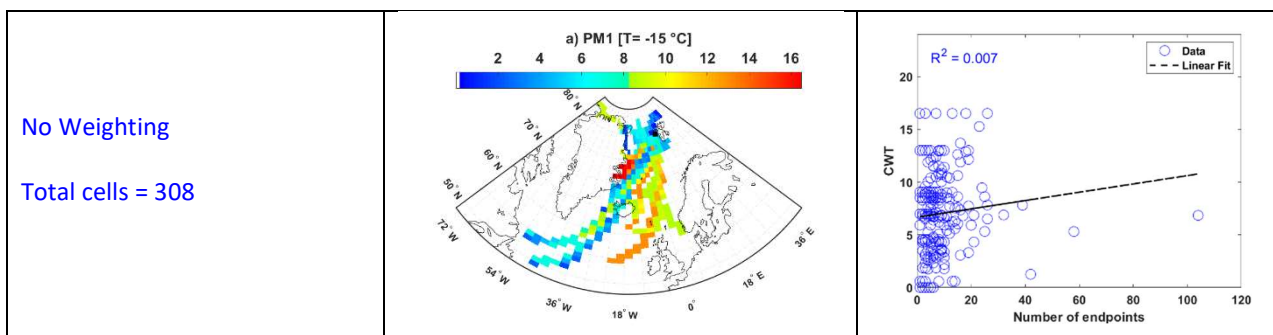 No Weighting
Total cells = 308
a) PM1 [T= -15 °C]
2 4 6 8 10 12 14 16
80° N
70° N
60° N
50° N
72° W
54° W
36° W
18° W
0°
18° E
36° E
R² = 0.007
Data
Linear Fit
CWT
20
15
10
5
0
0 20 40 60 80 100 120
Number of endpoints